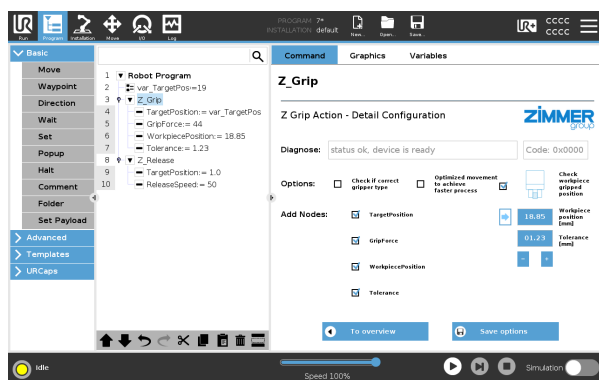 PROGRAM 7*
INSTALLATION default
Run
Program
Installation
Move
I/O
Log
New...
Open...
Save...
UR+
cccc
cccc
Basic
Move
Waypoint
Direction
Wait
Set
Popup
Halt
Comment
Folder
Set Payload
Advanced
Templates
URCaps
1 Robot Program
2 var_TargetPos:=19
3 Z_Grip
4 TargetPosition:= var_TargetPos
5 GripForce:= 44
6 WorkpiecePosition:= 18.85
7 Tolerance:= 1.23
8 Z_Release
9 TargetPosition:= 1.0
10 ReleaseSpeed:= 50
Command Graphics Variables
Z_Grip
Z Grip Action - Detail Configuration
ZIMMER
group
Diagnose: status ok, device is ready Code: 0x0000
Options:
Check if correct
gripper type
Optimized movement
to achieve
faster process
Check
workpiece
gripped
position
Add Nodes:
TargetPosition
GripForce
WorkpiecePosition
Tolerance
18.85 Workpiece
position
[mm]
01.23 Tolerance
[mm]
- +
To overview
Save options
Idle
Speed 100%
Simulation